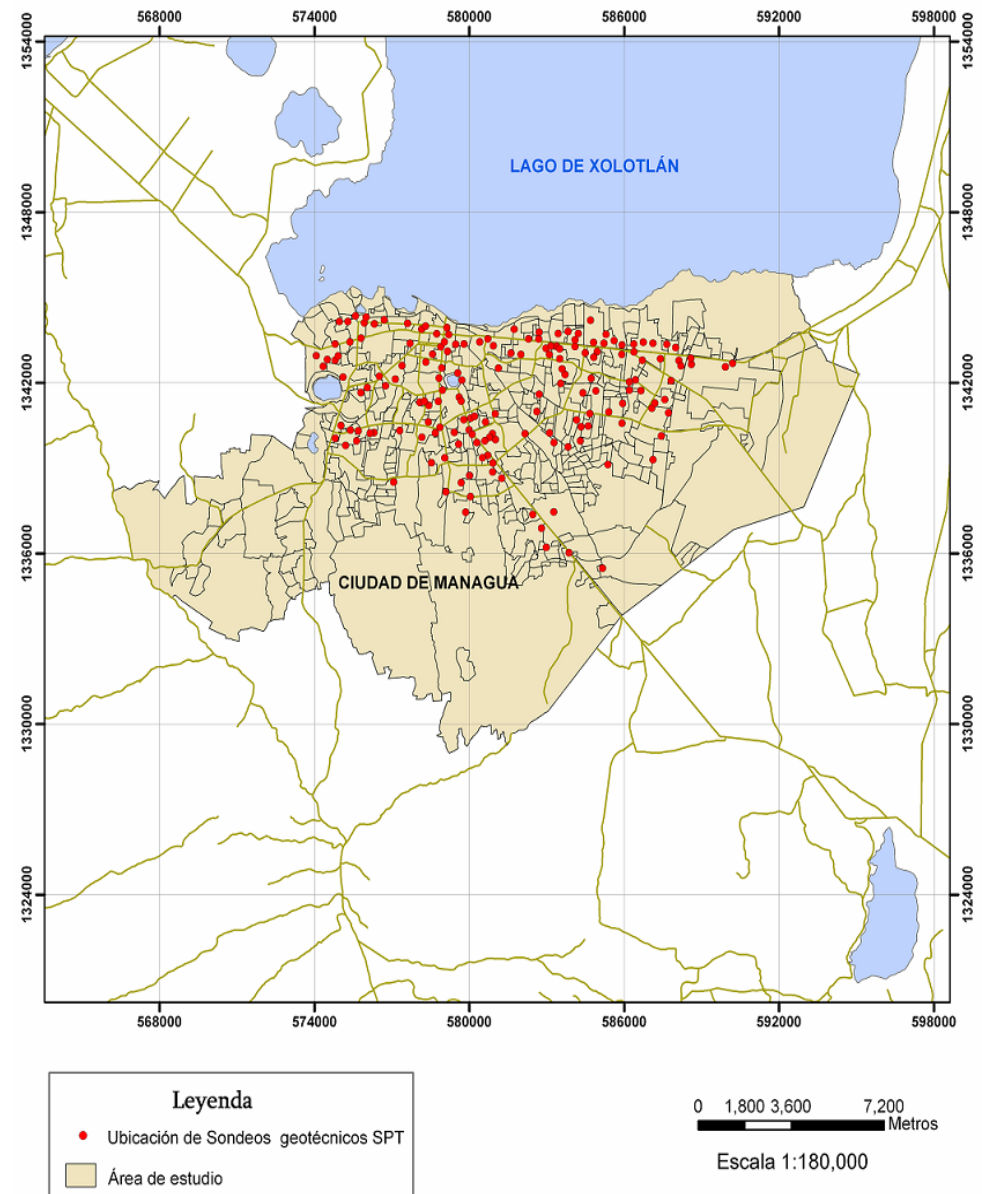 568000 574000 580000 586000 592000 598000
1354000 1354000
LAGO DE XOLOTLÁN
1348000 1348000
1342000 1342000
1336000 1336000
CIUDAD DE MANAGUA
1330000 1330000
1324000 1324000
568000 574000 580000 586000 592000 598000
Leyenda
Ubicación de Sondeos geotécnicos SPT
Área de estudio
0 1,800 3,600 7,200
Metros
Escala 1:180,000